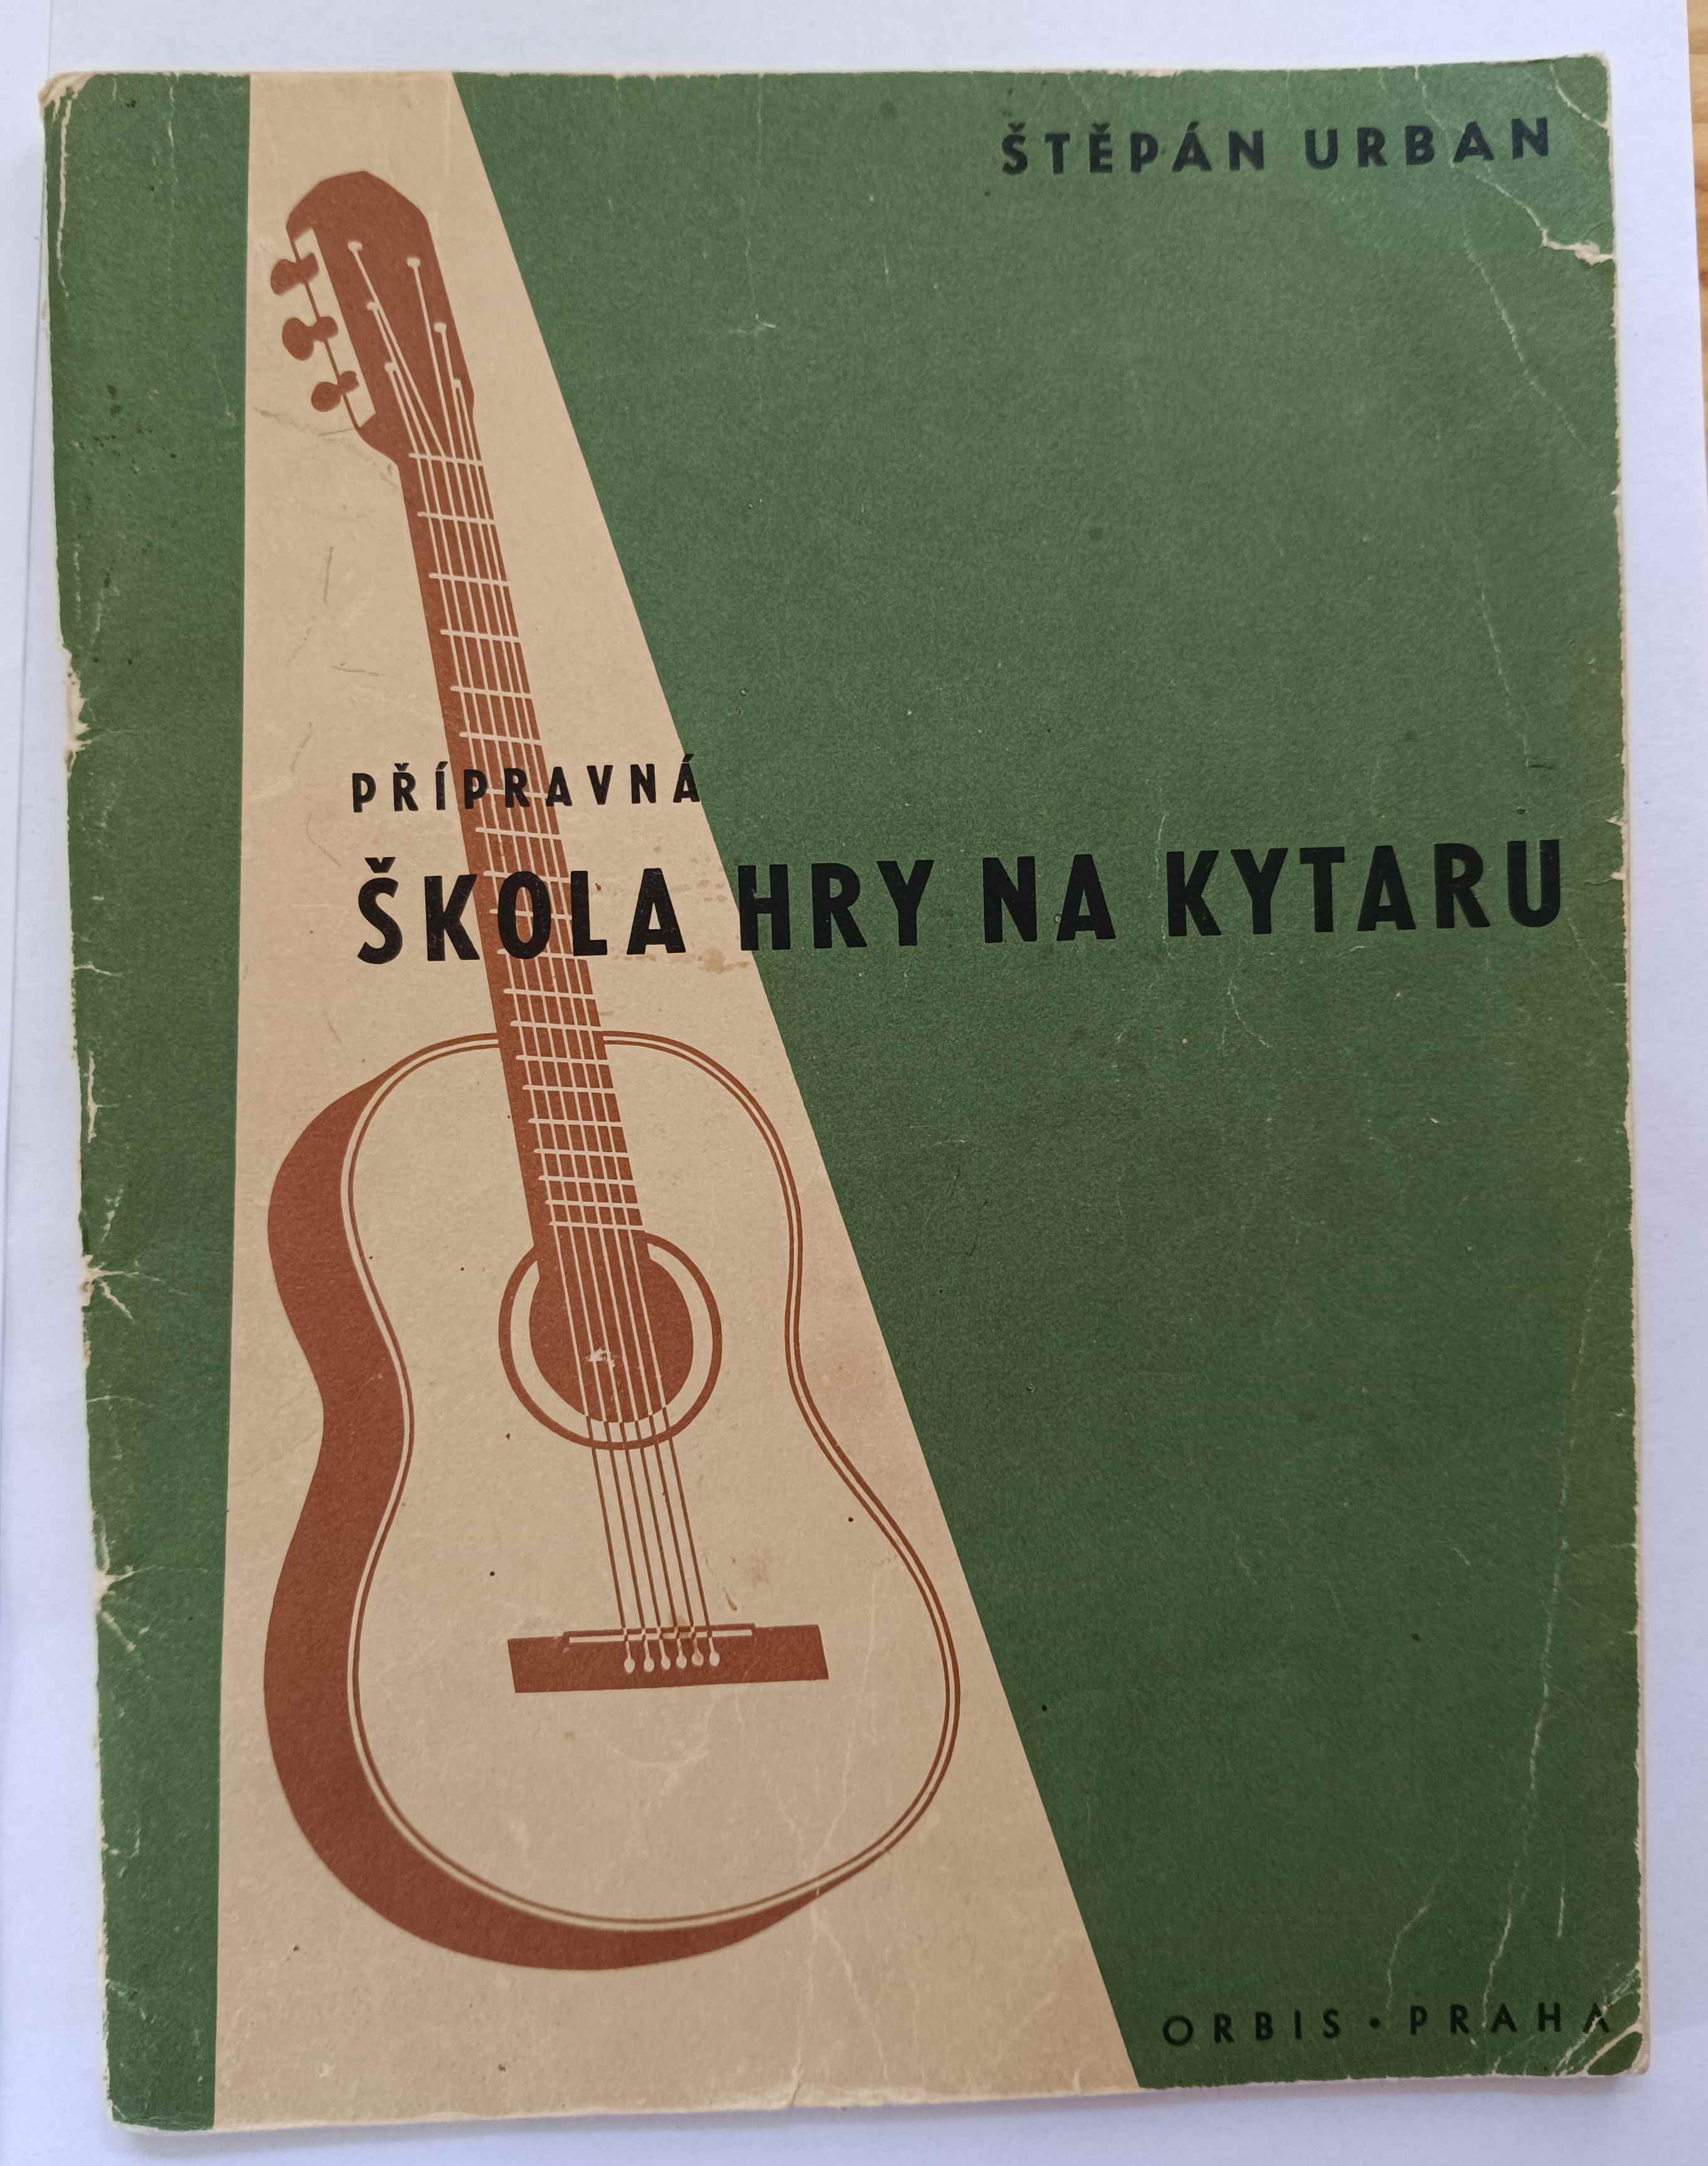 ŠTĚPÁN URBAN
PŘÍPRAVNÁ
ŠKOLA HRY NA KYTARU
ORBIS • PRAHA